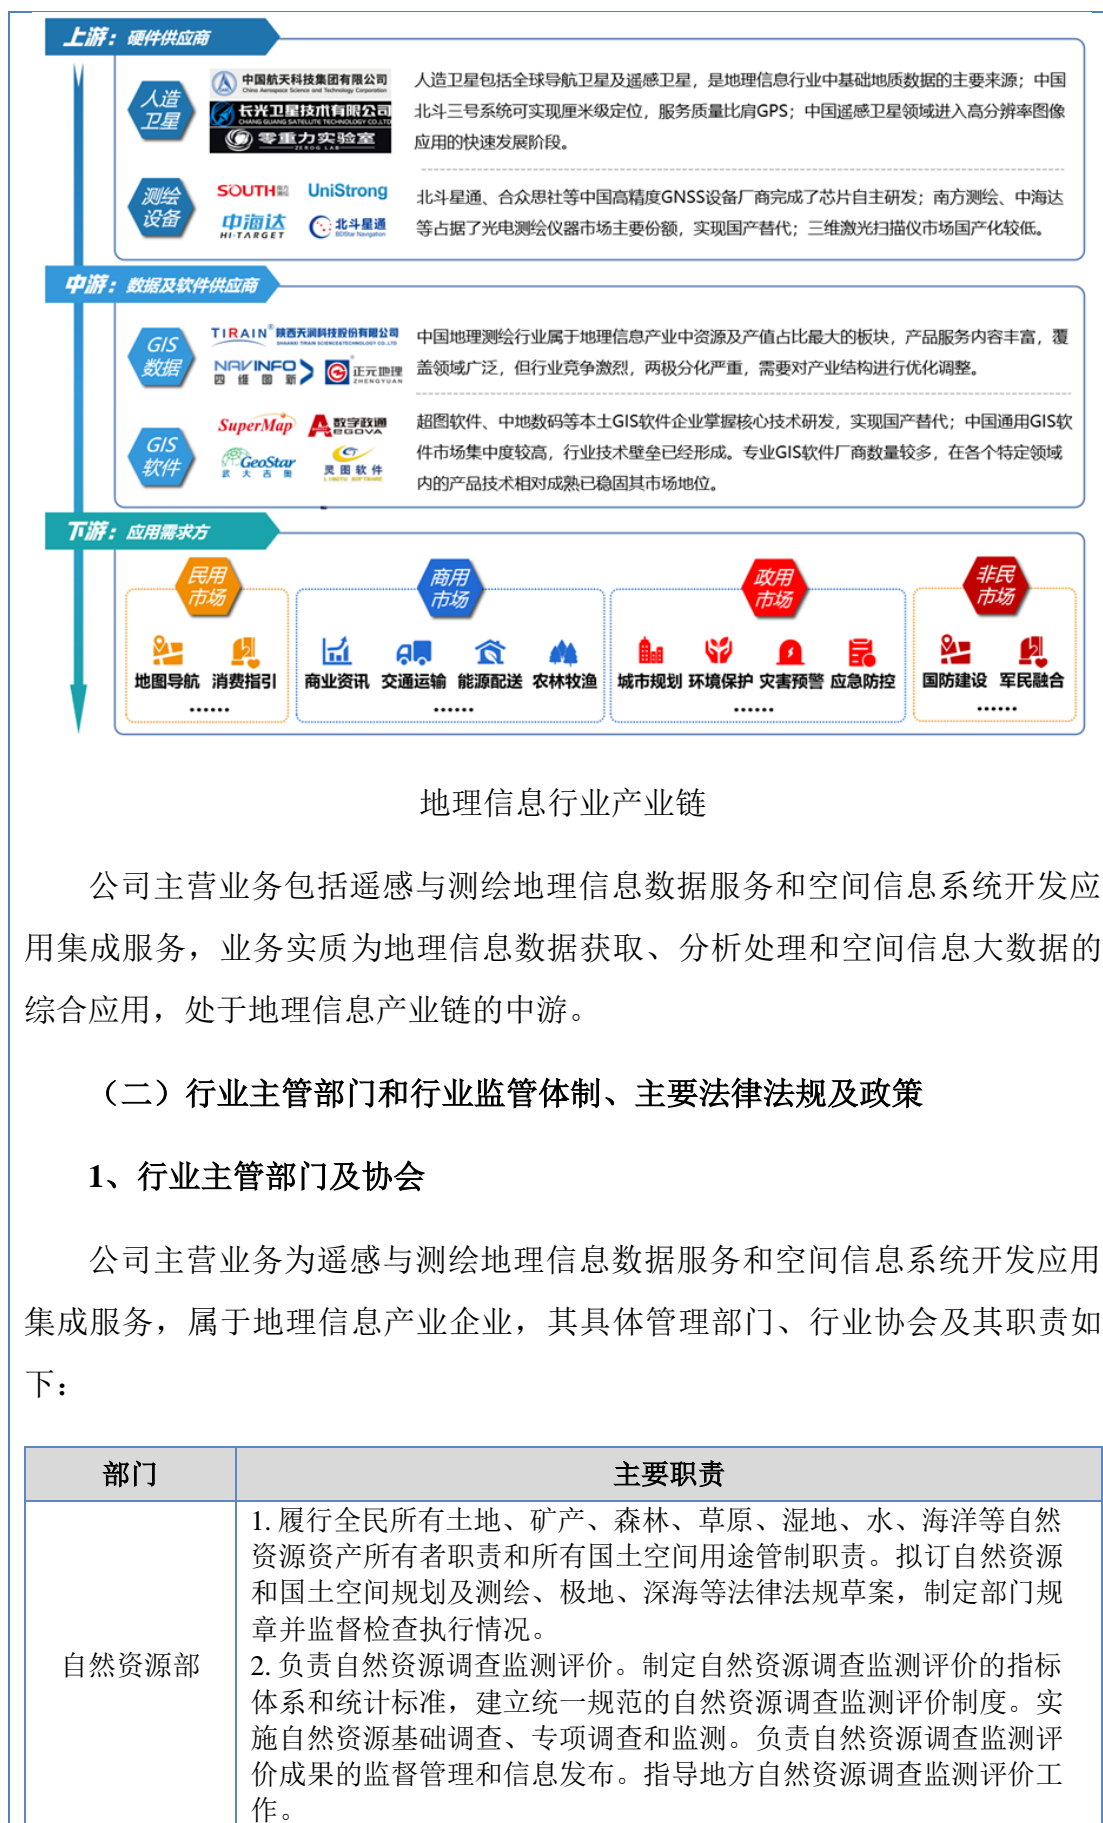 上游：硬件供应商
人造
卫星
中国航天科技集团有限公司
China Aerospace Science and Technology Corporation
长光卫星技术有限公司
CHANG GUANG SATELLITE TECHNOLOGY CO.,LTD
零重力实验室
ZEROG LAB
人造卫星包括全球导航卫星及遥感卫星，是地理信息行业中基础地质数据的主要来源；中国
北斗三号系统可实现厘米级定位，服务质量比肩GPS；中国遥感卫星领域进入高分辨率图像
应用的快速发展阶段。
测绘
设备
SOUTH
UniStrong
中海达
HI-TARGET
北斗星通
BDStar Navigation
北斗星通、合众思社等中国高精度GNSS设备厂商完成了芯片自主研发；南方测绘、中海达
等占据了光电测绘仪器市场主要份额，实现国产替代；三维激光扫描仪市场国产化较低。
中游：数据及软件供应商
GIS
数据
TIRAIN® 陕西天润科技股份有限公司
SHAANXI TIRAIN SCIENCE&TECHNOLOGY CO.,LTD
NAVINFO
四维图新
正元地理
ZHENGYUAN
中国地理测绘行业属于地理信息产业中资源及产值占比最大的板块，产品服务内容丰富，覆
盖领域广泛，但行业竞争激烈，两极分化严重，需要对产业结构进行优化调整。
GIS
软件
SuperMap
数字政通
EGOVA
GeoStar
武大吉奥
灵图软件
LINGTU SOFTWARE
超图软件、中地数码等本土GIS软件企业掌握核心技术研发，实现国产替代；中国通用GIS软
件市场集中度较高，行业技术壁垒已经形成。专业GIS软件厂商数量较多，在各个特定领域
内的产品技术相对成熟已稳固其市场地位。
下游：应用需求方
民用
市场
商用
市场
政用
市场
非民
市场
地图导航 消费指引
商业资讯 交通运输 能源配送 农林牧渔
城市规划 环境保护 灾害预警 应急防控
国防建设 军民融合
······
······
······
······
地理信息行业产业链
公司主营业务包括遥感与测绘地理信息数据服务和空间信息系统开发应
用集成服务，业务实质为地理信息数据获取、分析处理和空间信息大数据的
综合应用，处于地理信息产业链的中游。
（二）行业主管部门和行业监管体制、主要法律法规及政策
1、行业主管部门及协会
公司主营业务为遥感与测绘地理信息数据服务和空间信息系统开发应用
集成服务，属于地理信息产业企业，其具体管理部门、行业协会及其职责如
下：
部门
主要职责
自然资源部
1. 履行全民所有土地、矿产、森林、草原、湿地、水、海洋等自然
资源资产所有者职责和所有国土空间用途管制职责。拟订自然资源
和国土空间规划及测绘、极地、深海等法律法规草案，制定部门规
章并监督检查执行情况。
2. 负责自然资源调查监测评价。制定自然资源调查监测评价的指标
体系和统计标准，建立统一规范的自然资源调查监测评价制度。实
施自然资源基础调查、专项调查和监测。负责自然资源调查监测评
价成果的监督管理和信息发布。指导地方自然资源调查监测评价工
作。